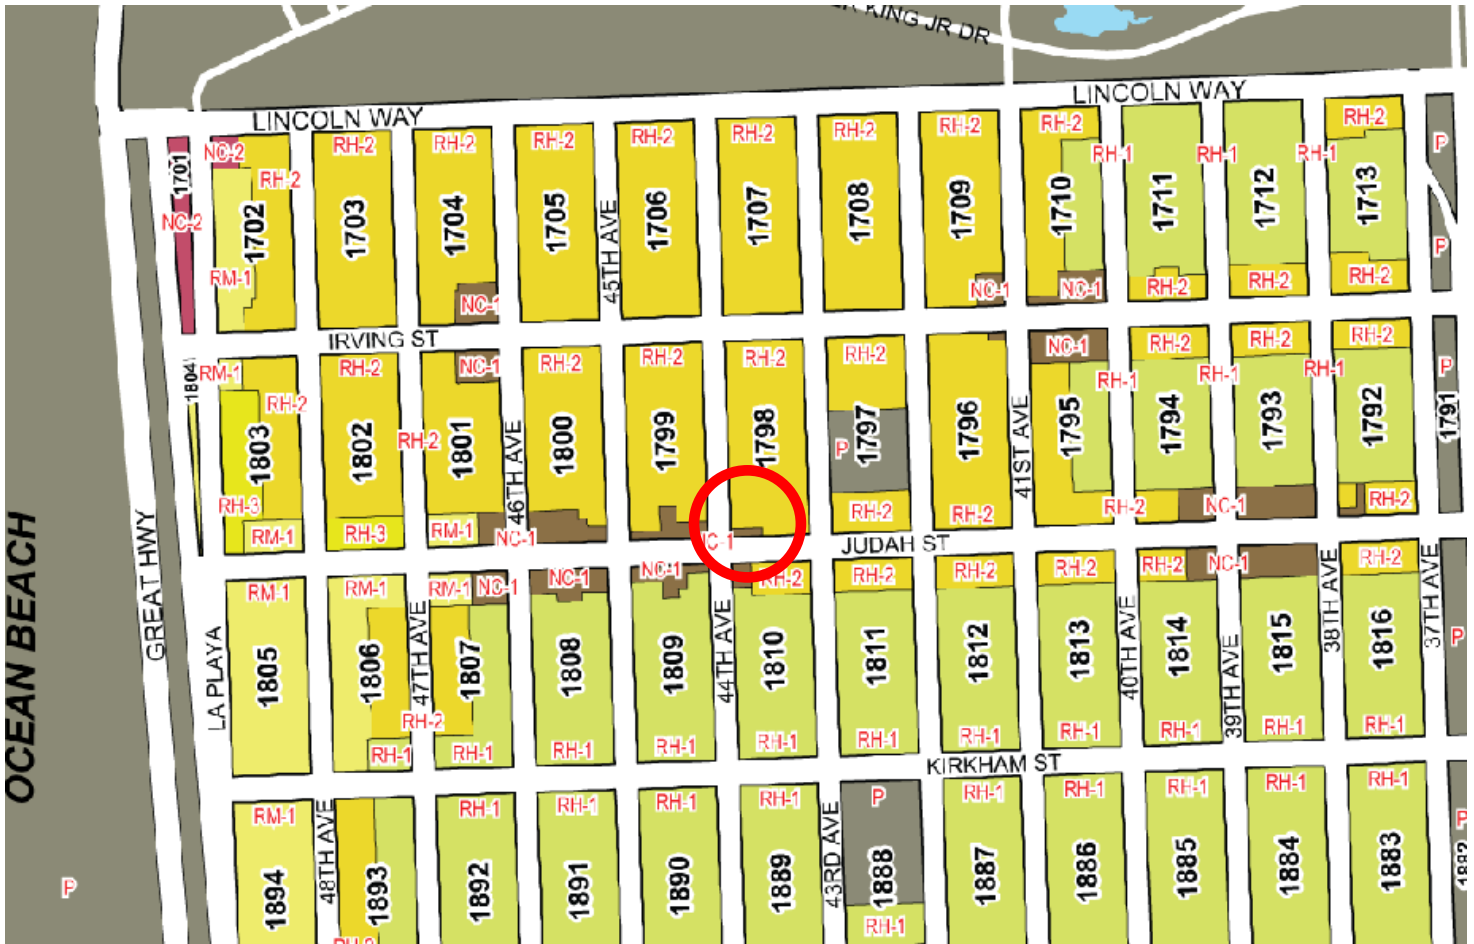 KING JR DR
LINCOLN WAY
LINCOLN WAY
NC-2
RH-2
RH-2
RH-2
RH-2
RH-2
RH-2
RH-2
RH-2
RH-2
RH-1
RH-1
RH-1
RH-2
P
1701
NC-2
RH-2
1702
RM-1
1703
1704
NC-1
1705
45TH AVE
1706
1707
1708
1709
NC-1
1710
NC-1
1711
RH-2
1712
RH-2
1713
RH-2
P
IRVING ST
1804
RM-1
RH-2
RH-2
NC-1
RH-2
RH-2
RH-2
RH-2
NC-1
RH-2
RH-2
RH-2
RH-1
RH-1
RH-1
P
1803
RH-3
RM-1
1802
RH-3
RH-2
1801
RM-1
46TH AVE
NC-1
1800
1799
1798
NC-1
P
1797
RH-2
1796
RH-2
41ST AVE
1795
RH-2
1794
NC-1
1793
1792
RH-2
1791
JUDAH ST
OCEAN BEACH
GREAT HWY
LA PLAYA
RM-1
RM-1
RM-1
NC-1
NC-1
NC-1
RH-2
RH-2
RH-2
RH-2
RH-2
NC-1
RH-2
1805
1806
47TH AVE
RH-2
RH-1
1807
RH-1
1808
RH-1
1809
RH-1
44TH AVE
1810
RH-1
1811
RH-1
1812
RH-1
1813
RH-1
40TH AVE
1814
RH-1
39TH AVE
1815
RH-1
38TH AVE
1816
RH-1
37TH AVE
P
KIRKHAM ST
RM-1
RH-1
RH-1
RH-1
RH-1
P
RH-1
RH-1
RH-1
RH-1
RH-1
P
P
1894
48TH AVE
1893
1892
1891
1890
1889
43RD AVE
1888
RH-1
1887
1886
1885
1884
1883